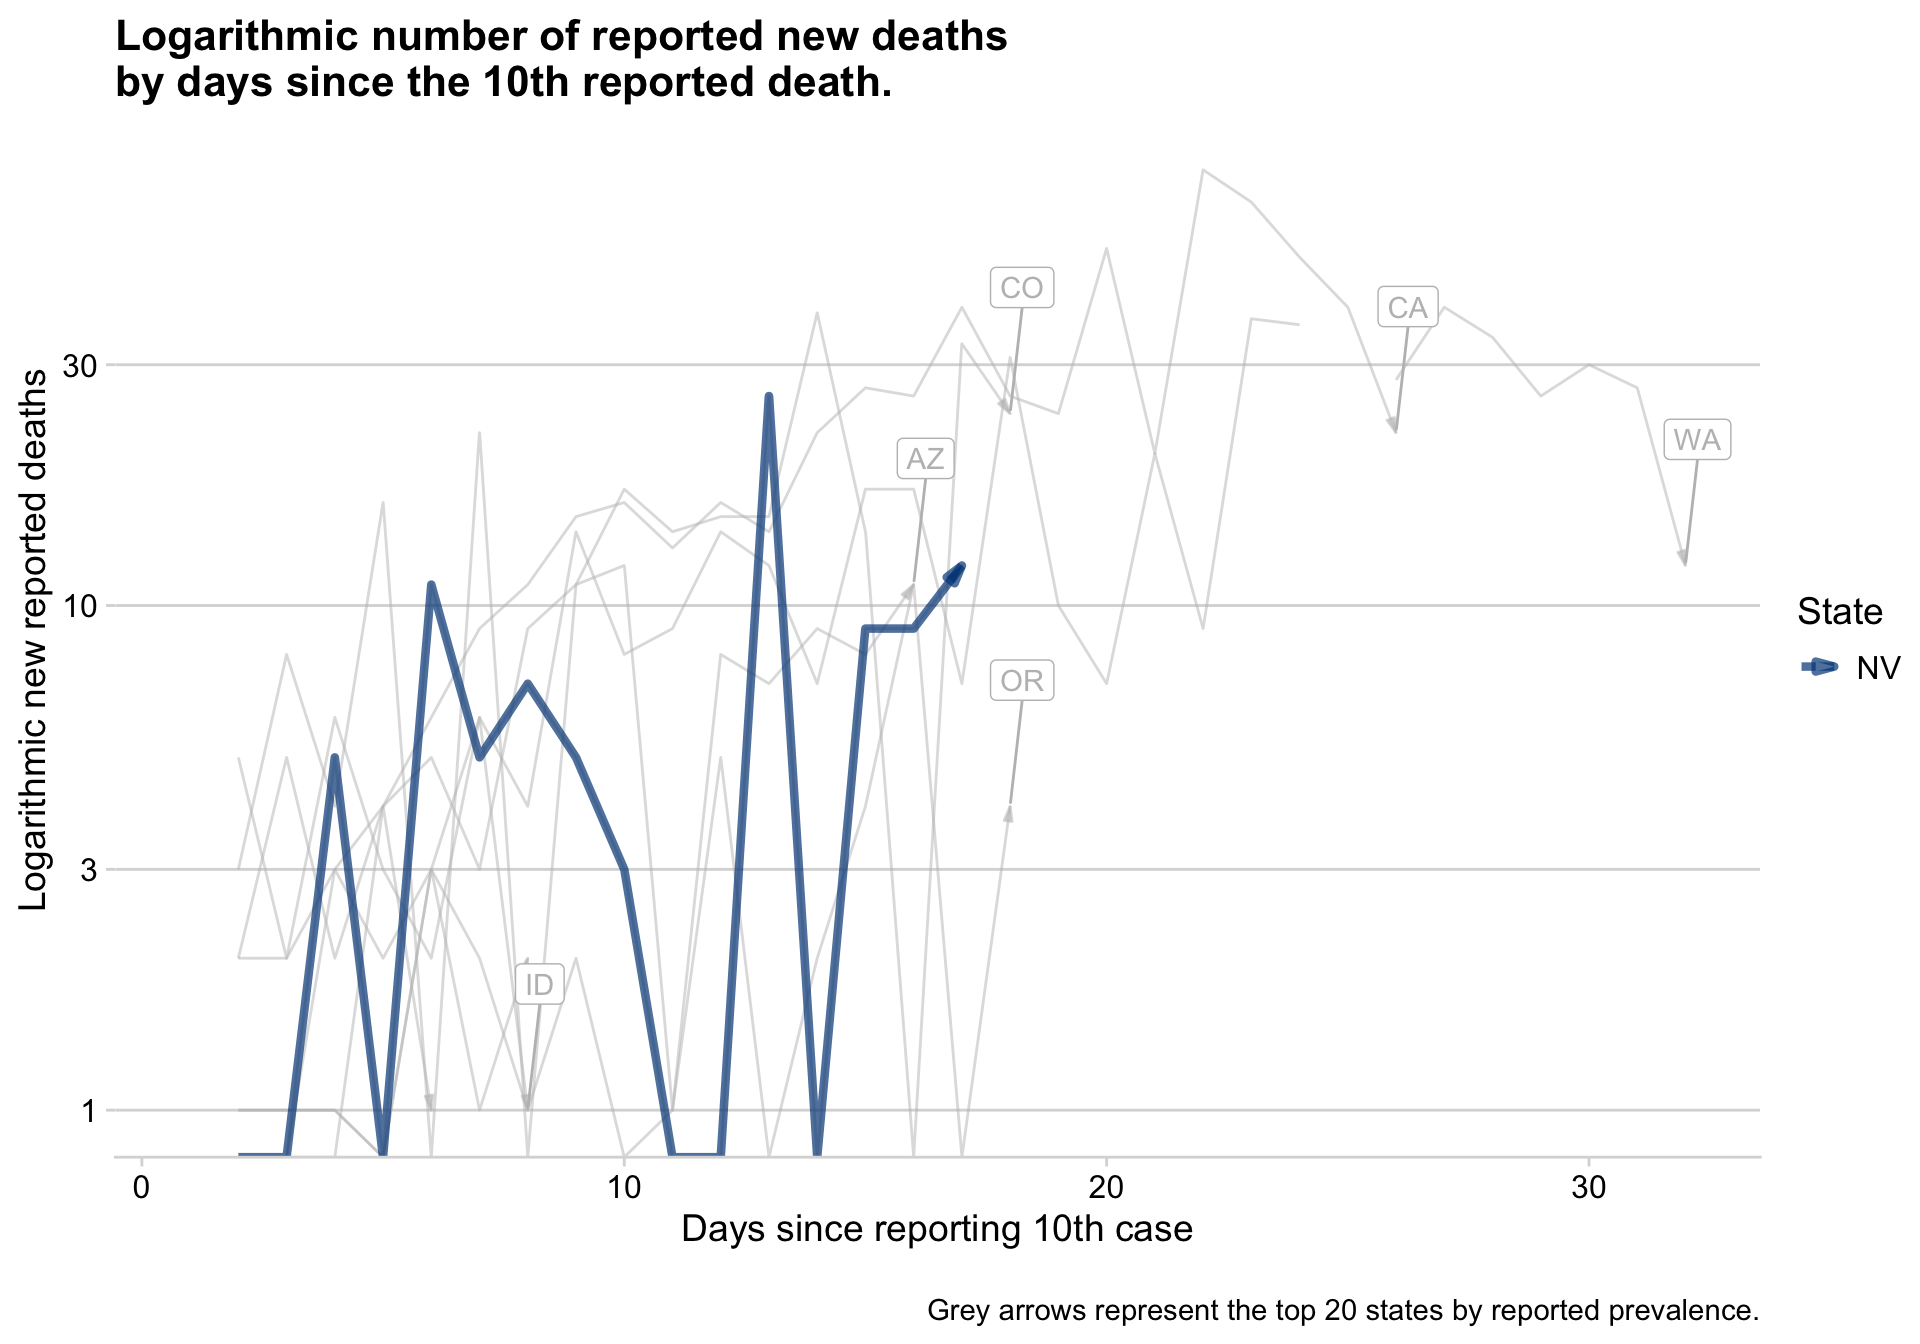 Logarithmic number of reported new deaths
by days since the 10th reported death.
Logarithmic new reported deaths
30
10
3
1
CO
CA
AZ
WA
OR
ID
State
NV
0
10
20
30
Days since reporting 10th case
Grey arrows represent the top 20 states by reported prevalence.